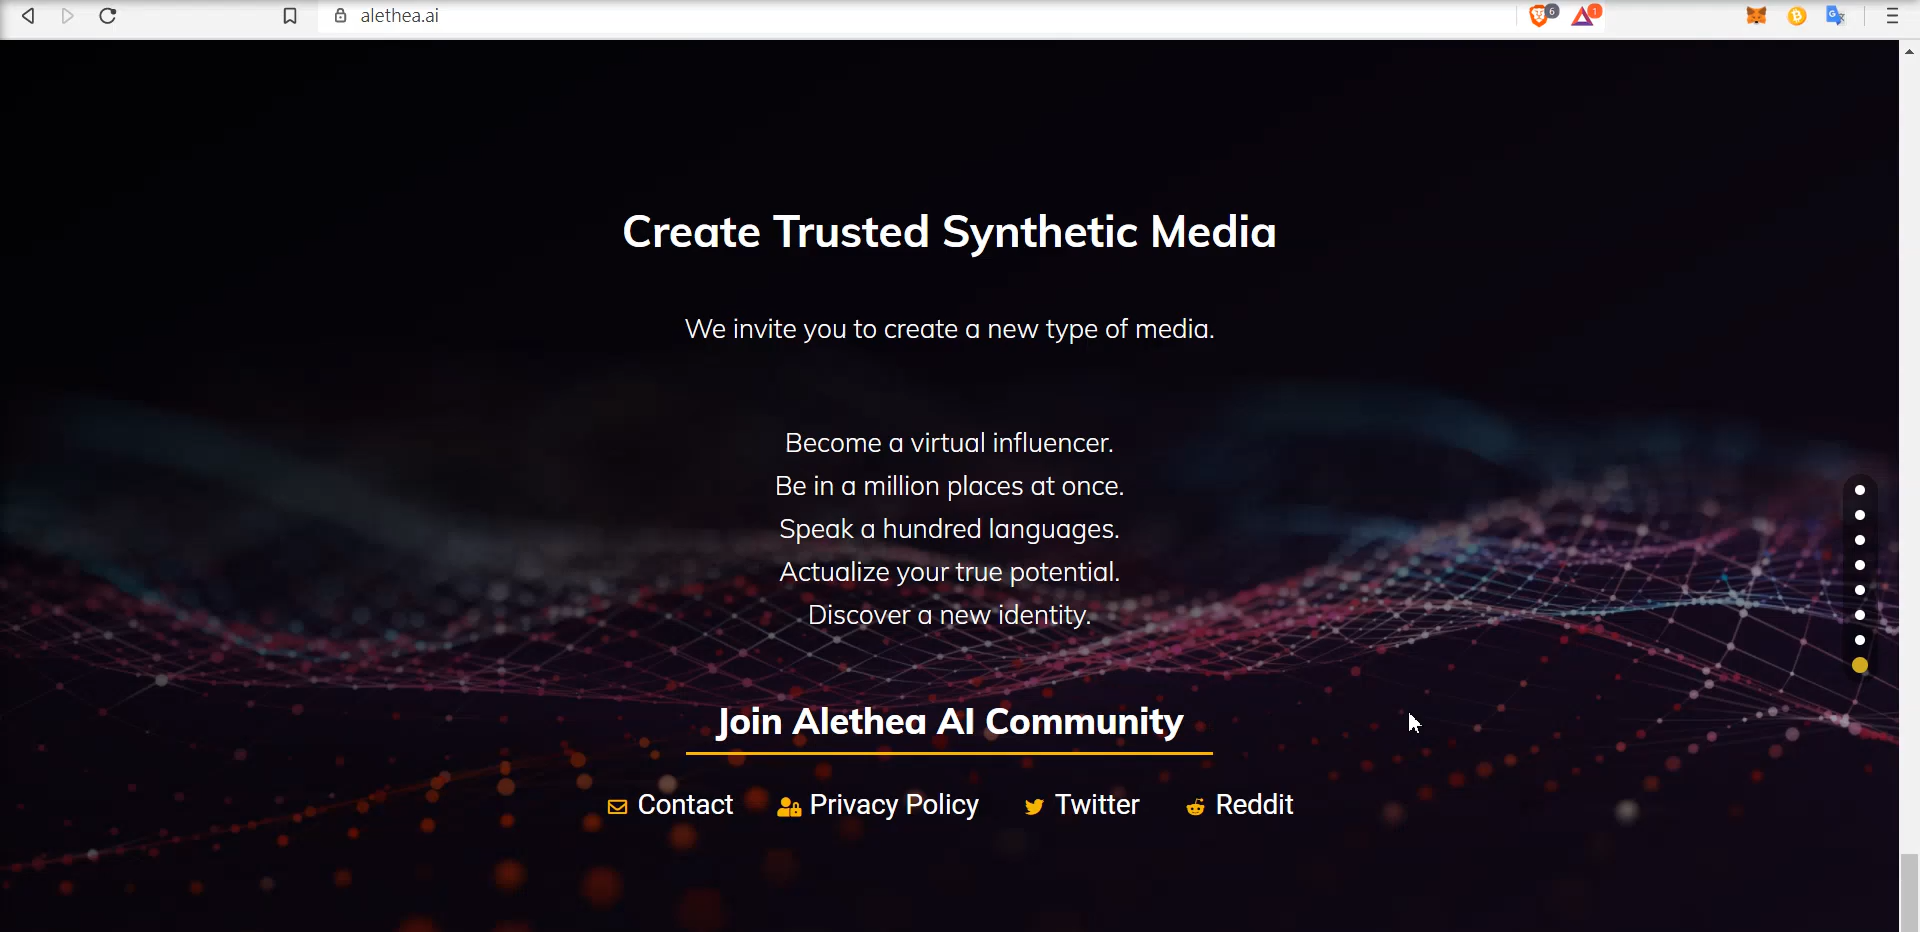 alethea.ai
6
1
Create Trusted Synthetic Media
We invite you to create a new type of media.
Become a virtual influencer.
Be in a million places at once.
Speak a hundred languages.
Actualize your true potential.
Discover a new identity.
Join Alethea AI Community
Contact Privacy Policy Twitter Reddit